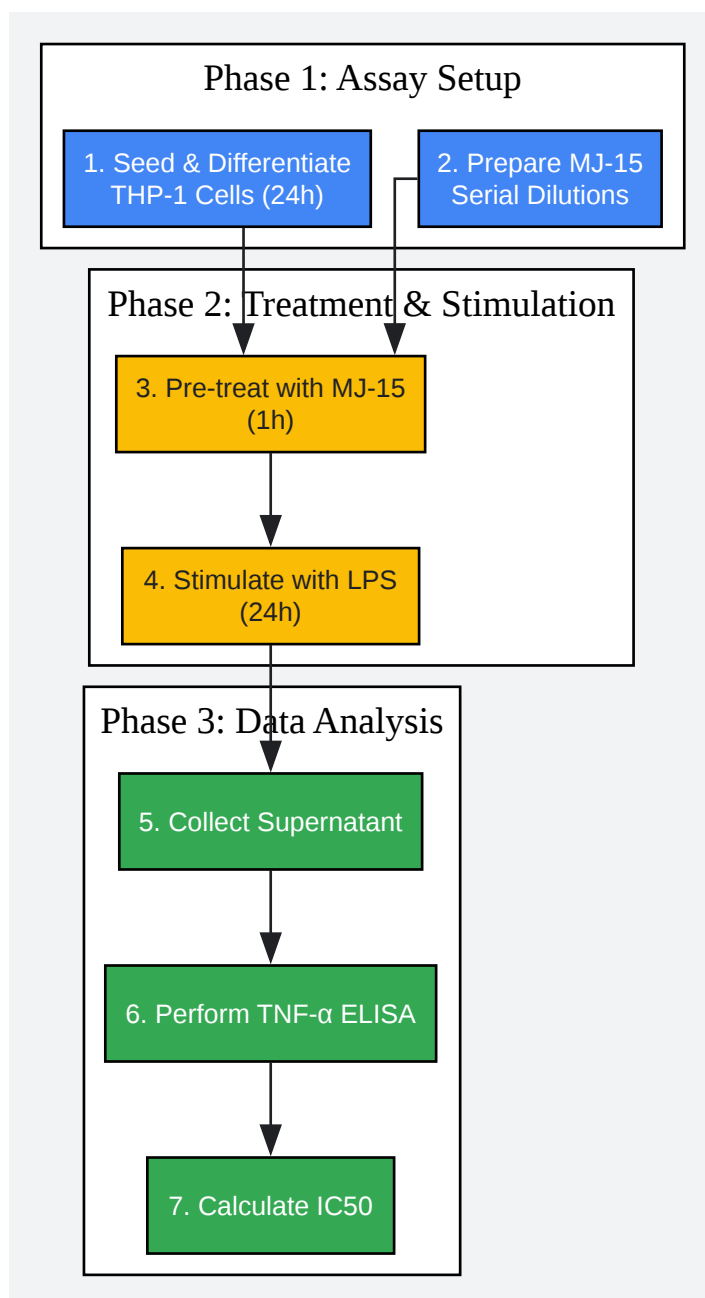 Phase 1: Assay Setup
1. Seed & Differentiate
THP-1 Cells (24h)
2. Prepare MJ-15
Serial Dilutions
Phase 2: Treatment & Stimulation
3. Pre-treat with MJ-15
(1h)
4. Stimulate with LPS
(24h)
Phase 3: Data Analysis
5. Collect Supernatant
6. Perform TNF-α ELISA
7. Calculate IC50